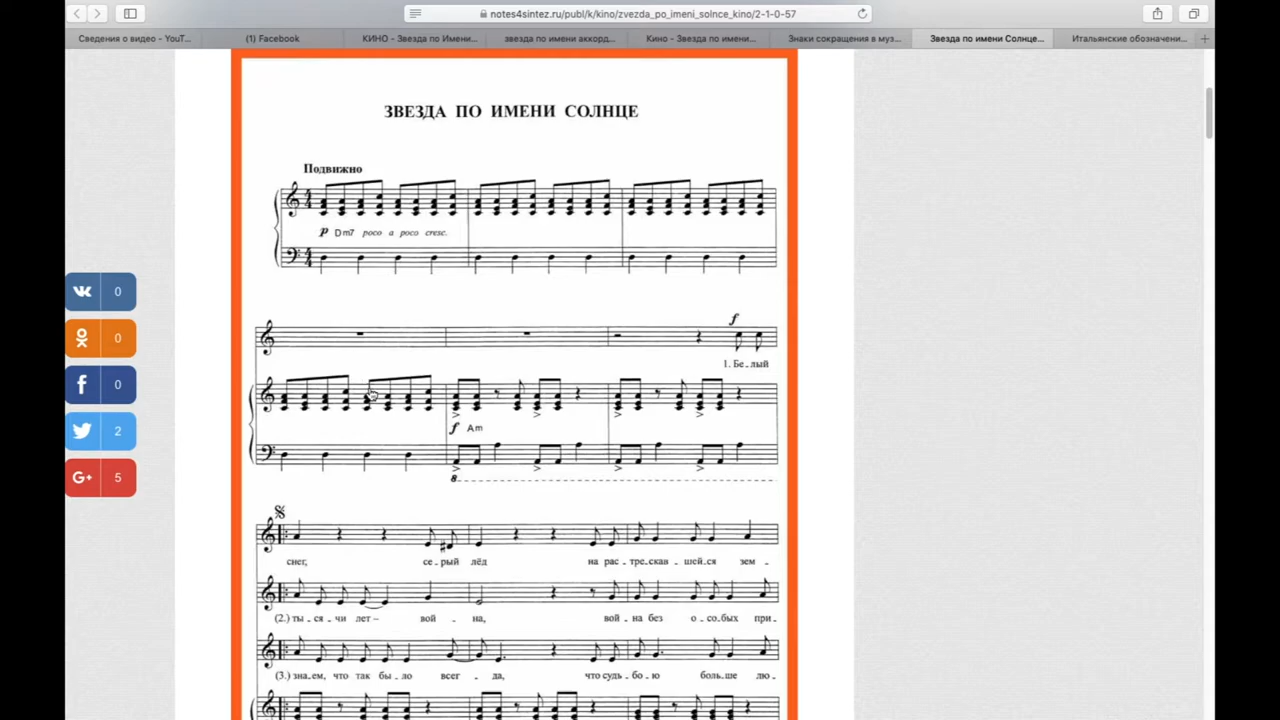 notes4sintez.ru/publ/k/kino/zvezda_po_imeni_solnce_kino/2-1-0-57
Сведения о видео - YouT...
(1) Facebook
КИНО - Звезда по Имени...
звезда по имени аккорд...
Кино - Звезда по имени...
Знаки сокращения в муз...
Звезда по имени Солнце...
Итальянские обозначени...
ЗВЕЗДА ПО ИМЕНИ СОЛНЦЕ
Подвижно
p Dm7 poco a poco cresc.
f
1. Бе - лый
f Am
8
снег, се - рый лёд на рас - тре - скав - шей - ся зем -
(2.) ты - ся - чи лет – вой - на, вой - на без о - со - бых при -
(3.) зна - ем, что так бы - ло всег - да, что судь - бо - ю боль - ше лю -
0
0
f 0
2
G+ 5